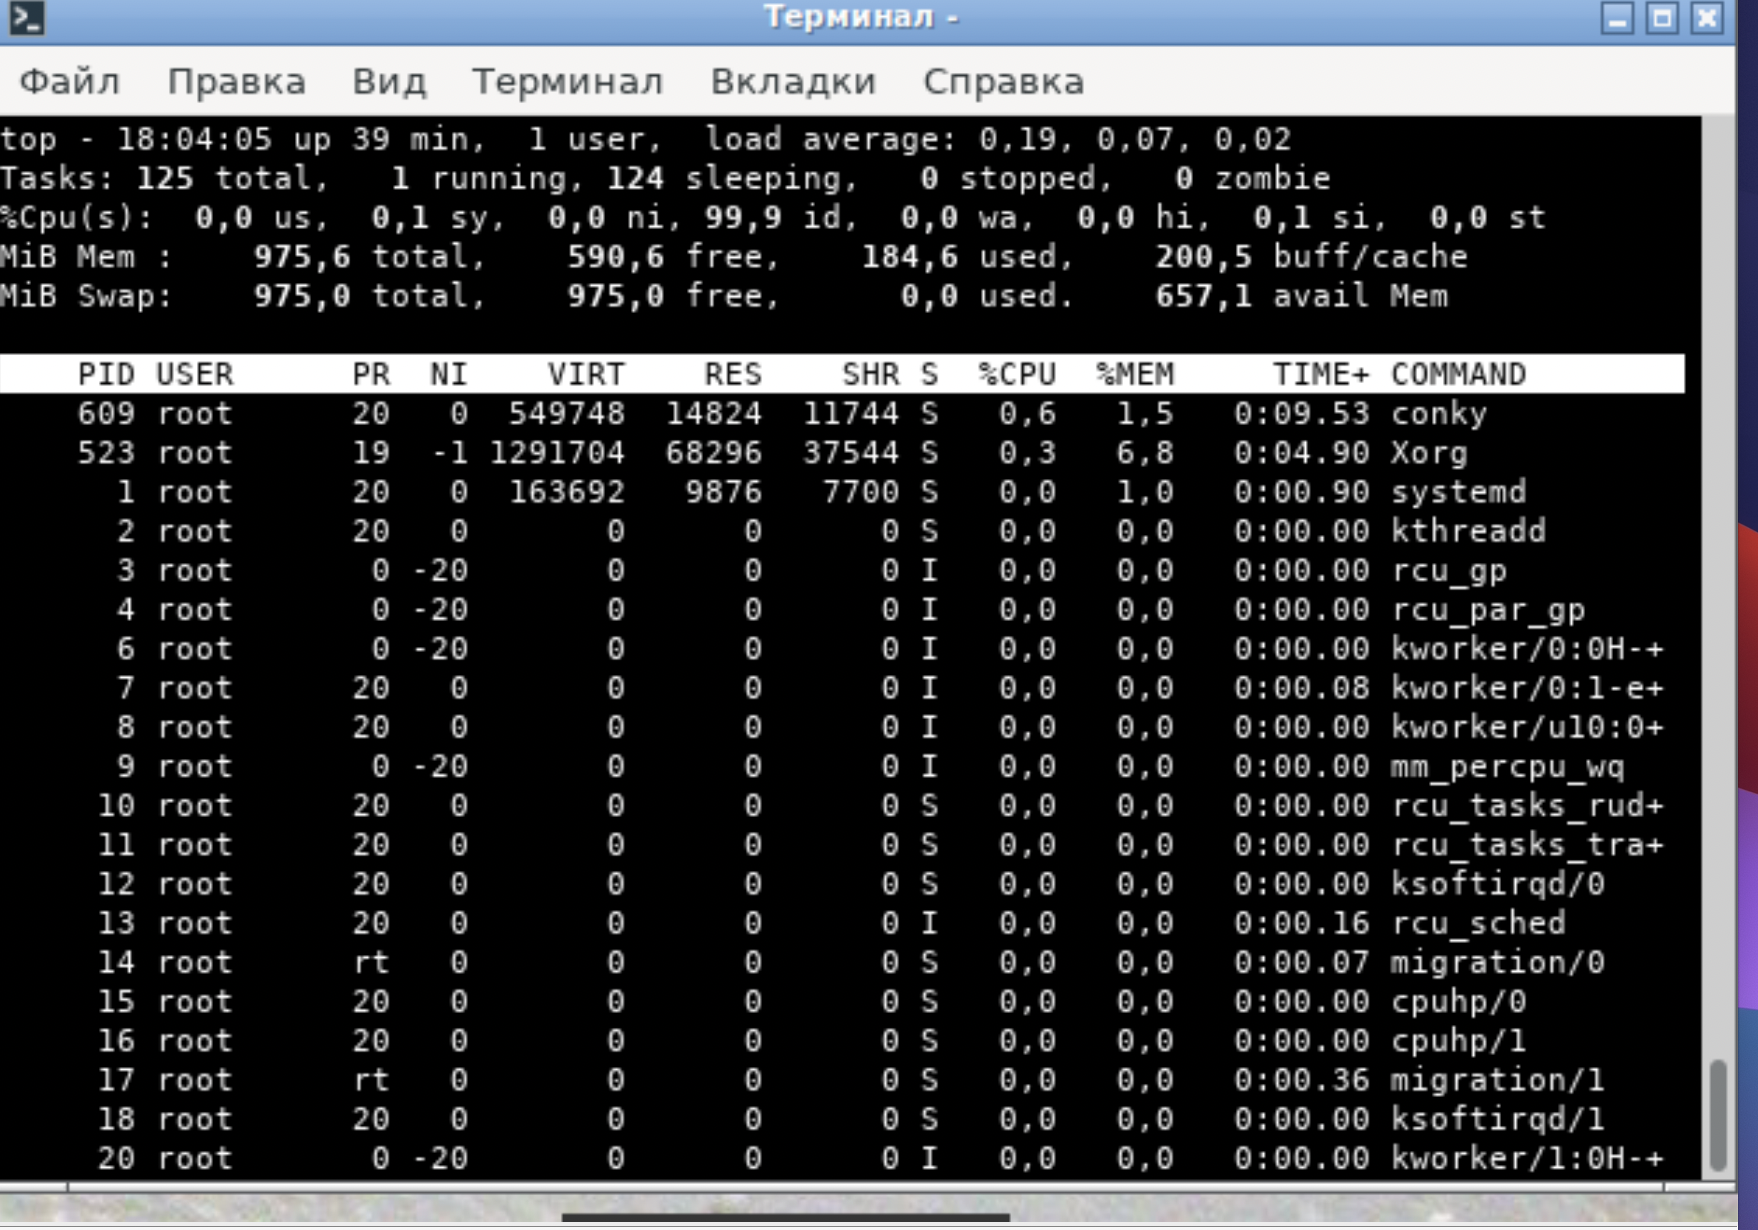 Терминал -
Файл Правка Вид Терминал Вкладки Справка
top - 18:04:05 up 39 min,  1 user,  load average: 0,19, 0,07, 0,02
Tasks: 125 total,   1 running, 124 sleeping,   0 stopped,   0 zombie
%Cpu(s):  0,0 us,  0,1 sy,  0,0 ni, 99,9 id,  0,0 wa,  0,0 hi,  0,1 si,  0,0 st
MiB Mem :    975,6 total,    590,6 free,    184,6 used,    200,5 buff/cache
MiB Swap:    975,0 total,    975,0 free,      0,0 used.    657,1 avail Mem
PID USER PR NI VIRT RES SHR S %CPU %MEM TIME+ COMMAND
609 root 20 0 549748 14824 11744 S 0,6 1,5 0:09.53 conky
523 root 19 -1 1291704 68296 37544 S 0,3 6,8 0:04.90 Xorg
1 root 20 0 163692 9876 7700 S 0,0 1,0 0:00.90 systemd
2 root 20 0 0 0 0 S 0,0 0,0 0:00.00 kthreadd
3 root 0 -20 0 0 0 I 0,0 0,0 0:00.00 rcu_gp
4 root 0 -20 0 0 0 I 0,0 0,0 0:00.00 rcu_par_gp
6 root 0 -20 0 0 0 I 0,0 0,0 0:00.00 kworker/0:0H-+
7 root 20 0 0 0 0 I 0,0 0,0 0:00.08 kworker/0:1-e+
8 root 20 0 0 0 0 I 0,0 0,0 0:00.00 kworker/u10:0+
9 root 0 -20 0 0 0 I 0,0 0,0 0:00.00 mm_percpu_wq
10 root 20 0 0 0 0 S 0,0 0,0 0:00.00 rcu_tasks_rud+
11 root 20 0 0 0 0 S 0,0 0,0 0:00.00 rcu_tasks_tra+
12 root 20 0 0 0 0 S 0,0 0,0 0:00.00 ksoftirqd/0
13 root 20 0 0 0 0 I 0,0 0,0 0:00.16 rcu_sched
14 root rt 0 0 0 0 S 0,0 0,0 0:00.07 migration/0
15 root 20 0 0 0 0 S 0,0 0,0 0:00.00 cpuhp/0
16 root 20 0 0 0 0 S 0,0 0,0 0:00.00 cpuhp/1
17 root rt 0 0 0 0 S 0,0 0,0 0:00.36 migration/1
18 root 20 0 0 0 0 S 0,0 0,0 0:00.00 ksoftirqd/1
20 root 0 -20 0 0 0 I 0,0 0,0 0:00.00 kworker/1:0H-+